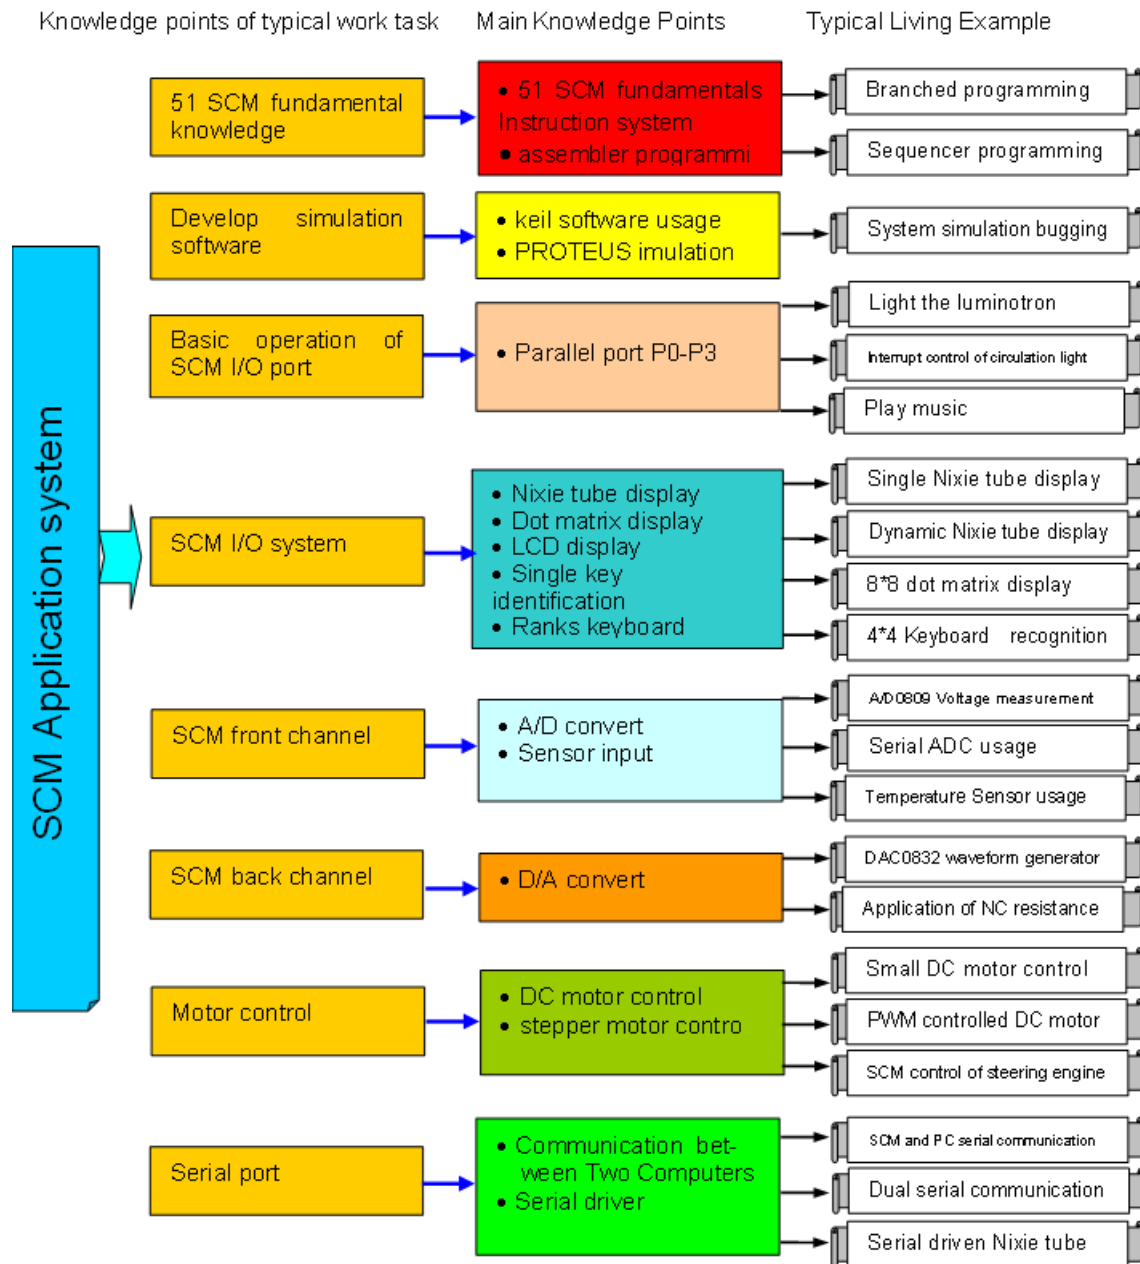 Knowledge points of typical work task
Main Knowledge Points
Typical Living Example
SCM Application system
51 SCM fundamental
knowledge
• 51 SCM fundamentals
Instruction system
• assembler programmi
Branched programming
Sequencer programming
Develop simulation
software
• keil software usage
• PROTEUS imulation
System simulation bugging
Basic operation of
SCM I/O port
• Parallel port P0-P3
Light the luminotron
Interrupt control of circulation light
Play music
SCM I/O system
• Nixie tube display
• Dot matrix display
• LCD display
• Single key
identification
• Ranks keyboard
Single Nixie tube display
Dynamic Nixie tube display
8*8 dot matrix display
4*4 Keyboard recognition
SCM front channel
• A/D convert
• Sensor input
A/D0809 Voltage measurement
Serial ADC usage
Temperature Sensor usage
SCM back channel
• D/A convert
DAC0832 waveform generator
Application of NC resistance
Motor control
• DC motor control
• stepper motor contro
Small DC motor control
PWM controlled DC motor
SCM control of steering engine
Serial port
• Communication bet-
ween Two Computers
• Serial driver
SCM and PC serial communication
Dual serial communication
Serial driven Nixie tube